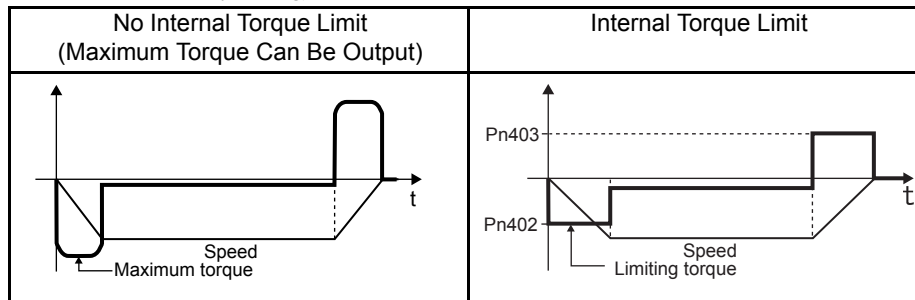 No Internal Torque Limit
(Maximum Torque Can Be Output)
Internal Torque Limit
t
Speed
Maximum torque
Pn403
Pn402
t
Speed
Limiting torque